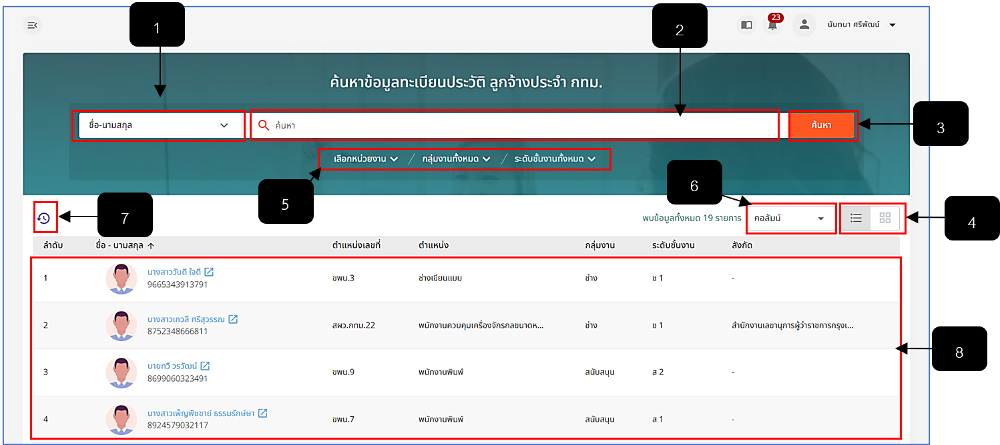 1
2
23
นันทนา ศรีพัฒน์
ค้นหาข้อมูลทะเบียนประวัติ ลูกจ้างประจำ กทม.
ชื่อ-นามสกุล
ค้นหา
ค้นหา
3
เลือกหน่วยงาน / กลุ่มงานทั้งหมด / ระดับชั้นงานทั้งหมด
5
6
7
พบข้อมูลทั้งหมด 19 รายการ
คอลัมน์
4
ลำดับ ชื่อ - นามสกุล ตำแหน่งเลขที่ ตำแหน่ง กลุ่มงาน ระดับชั้นงาน สังกัด
1 นางสาววันดี ใจดี ขพน.3 ช่างเขียนแบบ ช่าง ช 1 -
9665343913791
2 นางสาวเกวลี ศรีสุวรรณ สผว.กทม.22 พนักงานควบคุมเครื่องจักรกลขนาดห... ช่าง ช 1 สำนักงานเลขานุการผู้ว่าราชการกรุงเ...
8752348666811
8
3 นายทวี วรวัฒน์ ขพน.9 พนักงานพิมพ์ สนับสนุน ส 2 -
8699060323491
4 นางสาวเพ็ญพิชชาย์ ธรรมรักษ์ษา ขพน.7 พนักงานพิมพ์ สนับสนุน ส 1 -
8924579032117